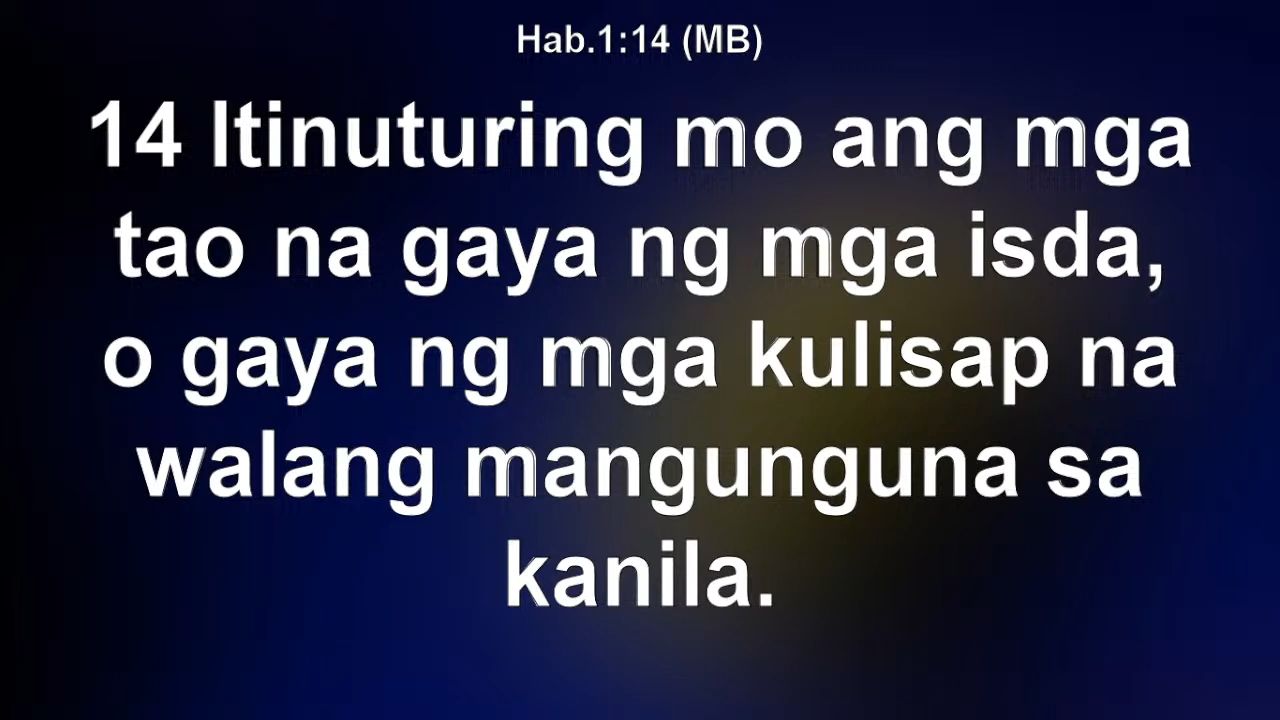 Hab.1:14 (MB)
14 Itinuturing mo ang mga
tao na gaya ng mga isda,
o gaya ng mga kulisap na
walang mangunguna sa
kanila.